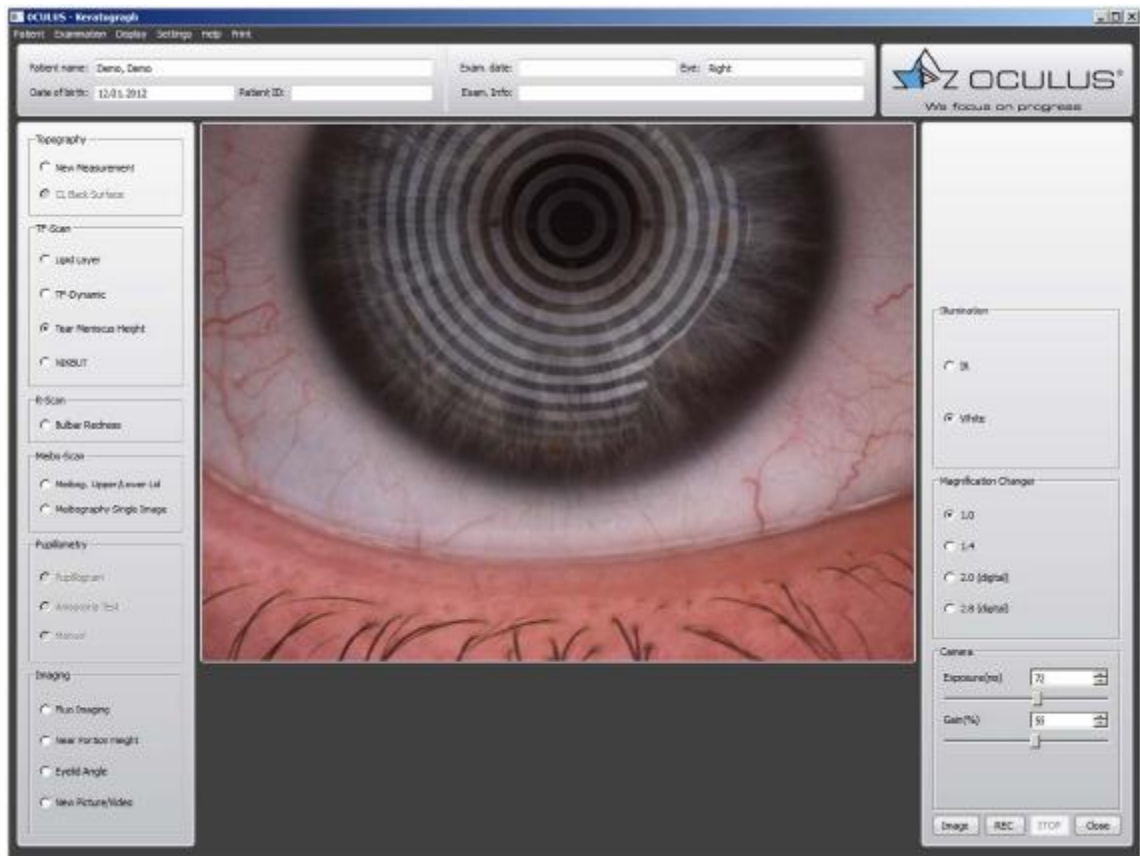 OCULUS - Keratograph
Patient Examination Display Settings Help Print
Patient name: Demo, Demo
Date of birth: 12.01.2012 Patient ID:
Exam. date: Eye: Right
Exam. Info:
OCULUS®
We focus on progress
Topography
New Measurement
CL Back Surface
TF-Scan
Lipid Layer
TF-Dynamic
Tear Meniscus Height
NIKBUT
R-Scan
Bulbar Redness
Meibo-Scan
Meibog. Upper/Lower Lid
Meibography Single Image
Pupillometry
Pupillogram
Anisocoria Test
Manual
Imaging
Fluo Imaging
Near Portion Height
Eyelid Angle
New Picture/Video
Illumination
IR
White
Magnification Changer
1.0
1.4
2.0 (digital)
2.8 (digital)
Camera
Exposure(ms) 72
Gain(%)
Image REC STOP Close